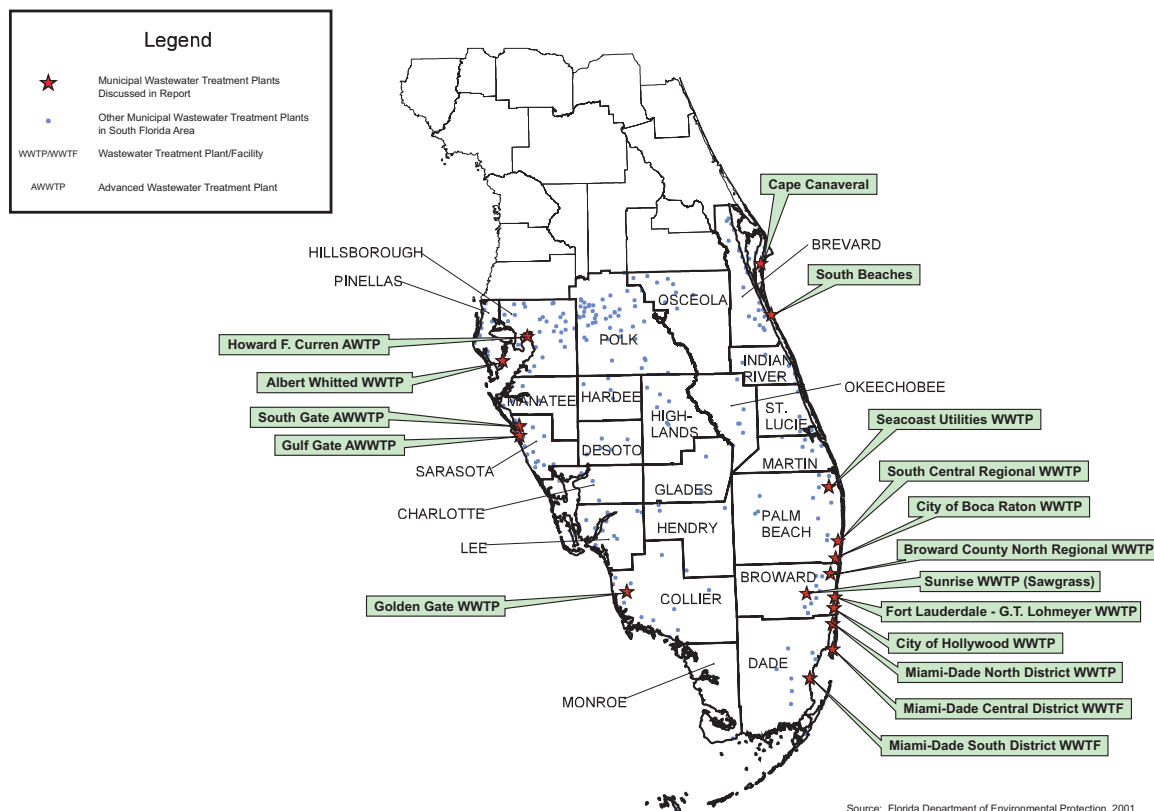 Legend
Municipal Wastewater Treatment Plants
Discussed in Report
Other Municipal Wastewater Treatment Plants
in South Florida Area
WWTP/WWTF Wastewater Treatment Plant/Facility
AWWTP Advanced Wastewater Treatment Plant
Cape Canaveral
BREVARD
HILLSBOROUGH
South Beaches
PINELLAS
OSCEOLA
Howard F. Curren AWTP
POLK
INDIAN
RIVER
Albert Whitted WWTP
OKEECHOBEE
MANATEE
HARDEE
South Gate AWWTP
HIGH-
LANDS
ST.
LUCIE
Seacoast Utilities WWTP
Gulf Gate AWWTP
DESOTO
SARASOTA
MARTIN
South Central Regional WWTP
GLADES
CHARLOTTE
PALM
BEACH
City of Boca Raton WWTP
HENDRY
LEE
Broward County North Regional WWTP
BROWARD
Sunrise WWTP (Sawgrass)
Golden Gate WWTP
COLLIER
Fort Lauderdale - G.T. Lohmeyer WWTP
City of Hollywood WWTP
DADE
Miami-Dade North District WWTP
MONROE
Miami-Dade Central District WWTF
Miami-Dade South District WWTF
Source: Florida Department of Environmental Protection, 2001